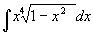 ∫x⁴√1−x² dx